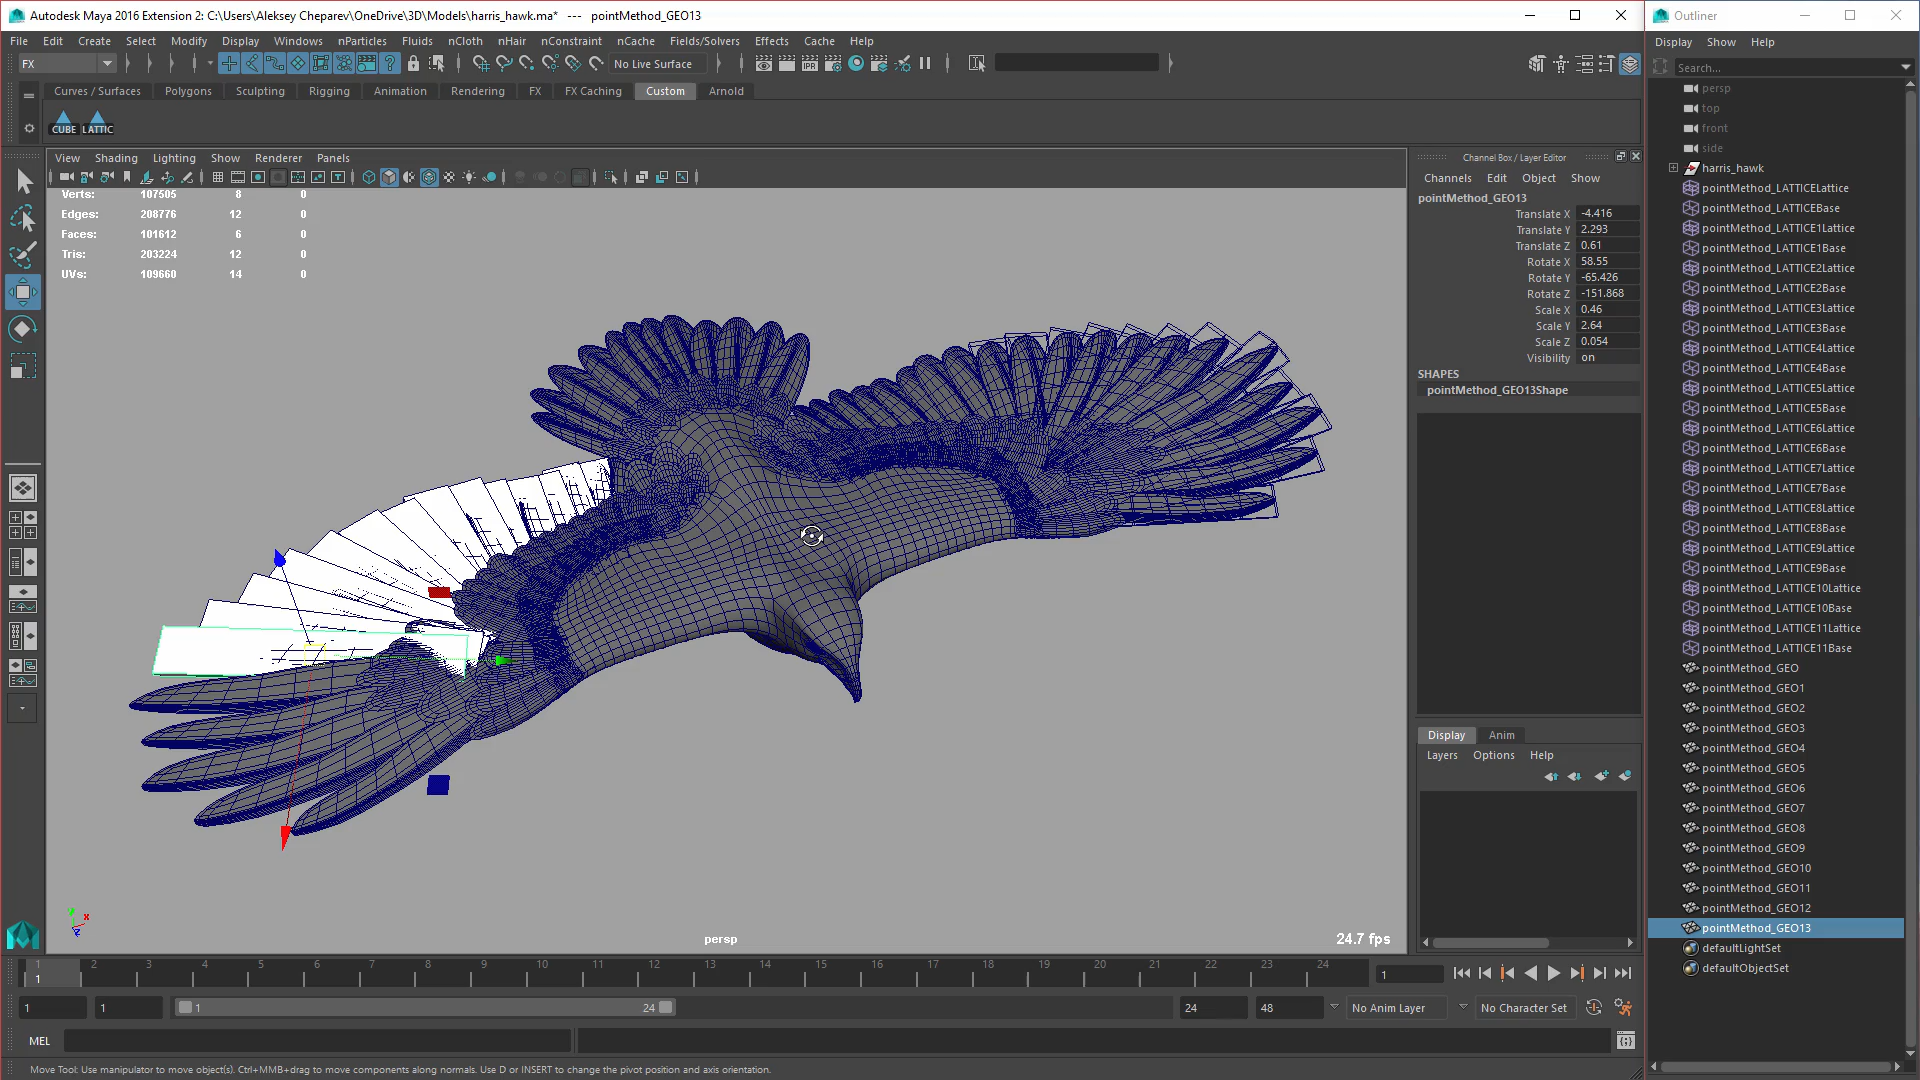 Autodesk Maya 2016 Extension 2: C:\Users\Aleksey Cheparev\OneDrive\3D\Models\harris_hawk.ma* --- pointMethod_GEO13
File Edit Create Select Modify Display Windows nParticles Fluids nCloth nHair nConstraint nCache Fields/Solvers Effects Cache Help
FX
No Live Surface
IPR
Curves / Surfaces Polygons Sculpting Rigging Animation Rendering FX FX Caching Custom Arnold
CUBE LATTIC
View Shading Lighting Show Renderer Panels
Verts: 107505 8 0
Edges: 208776 12 0
Faces: 101612 6 0
Tris: 203224 12 0
UVs: 109660 14 0
persp
24.7 fps
Channel Box / Layer Editor
Channels Edit Object Show
pointMethod_GEO13
Translate X -4.416
Translate Y 2.293
Translate Z 0.61
Rotate X 58.55
Rotate Y -65.426
Rotate Z -151.868
Scale X 0.46
Scale Y 2.64
Scale Z 0.054
Visibility on
SHAPES
pointMethod_GEO13Shape
Display Anim
Layers Options Help
Outliner
Display Show Help
Search...
persp
top
front
side
harris_hawk
pointMethod_LATTICELattice
pointMethod_LATTICEBase
pointMethod_LATTICE1Lattice
pointMethod_LATTICE1Base
pointMethod_LATTICE2Lattice
pointMethod_LATTICE2Base
pointMethod_LATTICE3Lattice
pointMethod_LATTICE3Base
pointMethod_LATTICE4Lattice
pointMethod_LATTICE4Base
pointMethod_LATTICE5Lattice
pointMethod_LATTICE5Base
pointMethod_LATTICE6Lattice
pointMethod_LATTICE6Base
pointMethod_LATTICE7Lattice
pointMethod_LATTICE7Base
pointMethod_LATTICE8Lattice
pointMethod_LATTICE8Base
pointMethod_LATTICE9Lattice
pointMethod_LATTICE9Base
pointMethod_LATTICE10Lattice
pointMethod_LATTICE10Base
pointMethod_LATTICE11Lattice
pointMethod_LATTICE11Base
pointMethod_GEO
pointMethod_GEO1
pointMethod_GEO2
pointMethod_GEO3
pointMethod_GEO4
pointMethod_GEO5
pointMethod_GEO6
pointMethod_GEO7
pointMethod_GEO8
pointMethod_GEO9
pointMethod_GEO10
pointMethod_GEO11
pointMethod_GEO12
pointMethod_GEO13
defaultLightSet
defaultObjectSet
1 2 3 4 5 6 7 8 9 10 11 12 13 14 15 16 17 18 19 20 21 22 23 24
1 1
1 1 1 24 24 48 No Anim Layer No Character Set
MEL
Move Tool: Use manipulator to move object(s). Ctrl+MMB+drag to move components along normals. Use D or INSERT to change the pivot position and axis orientation.